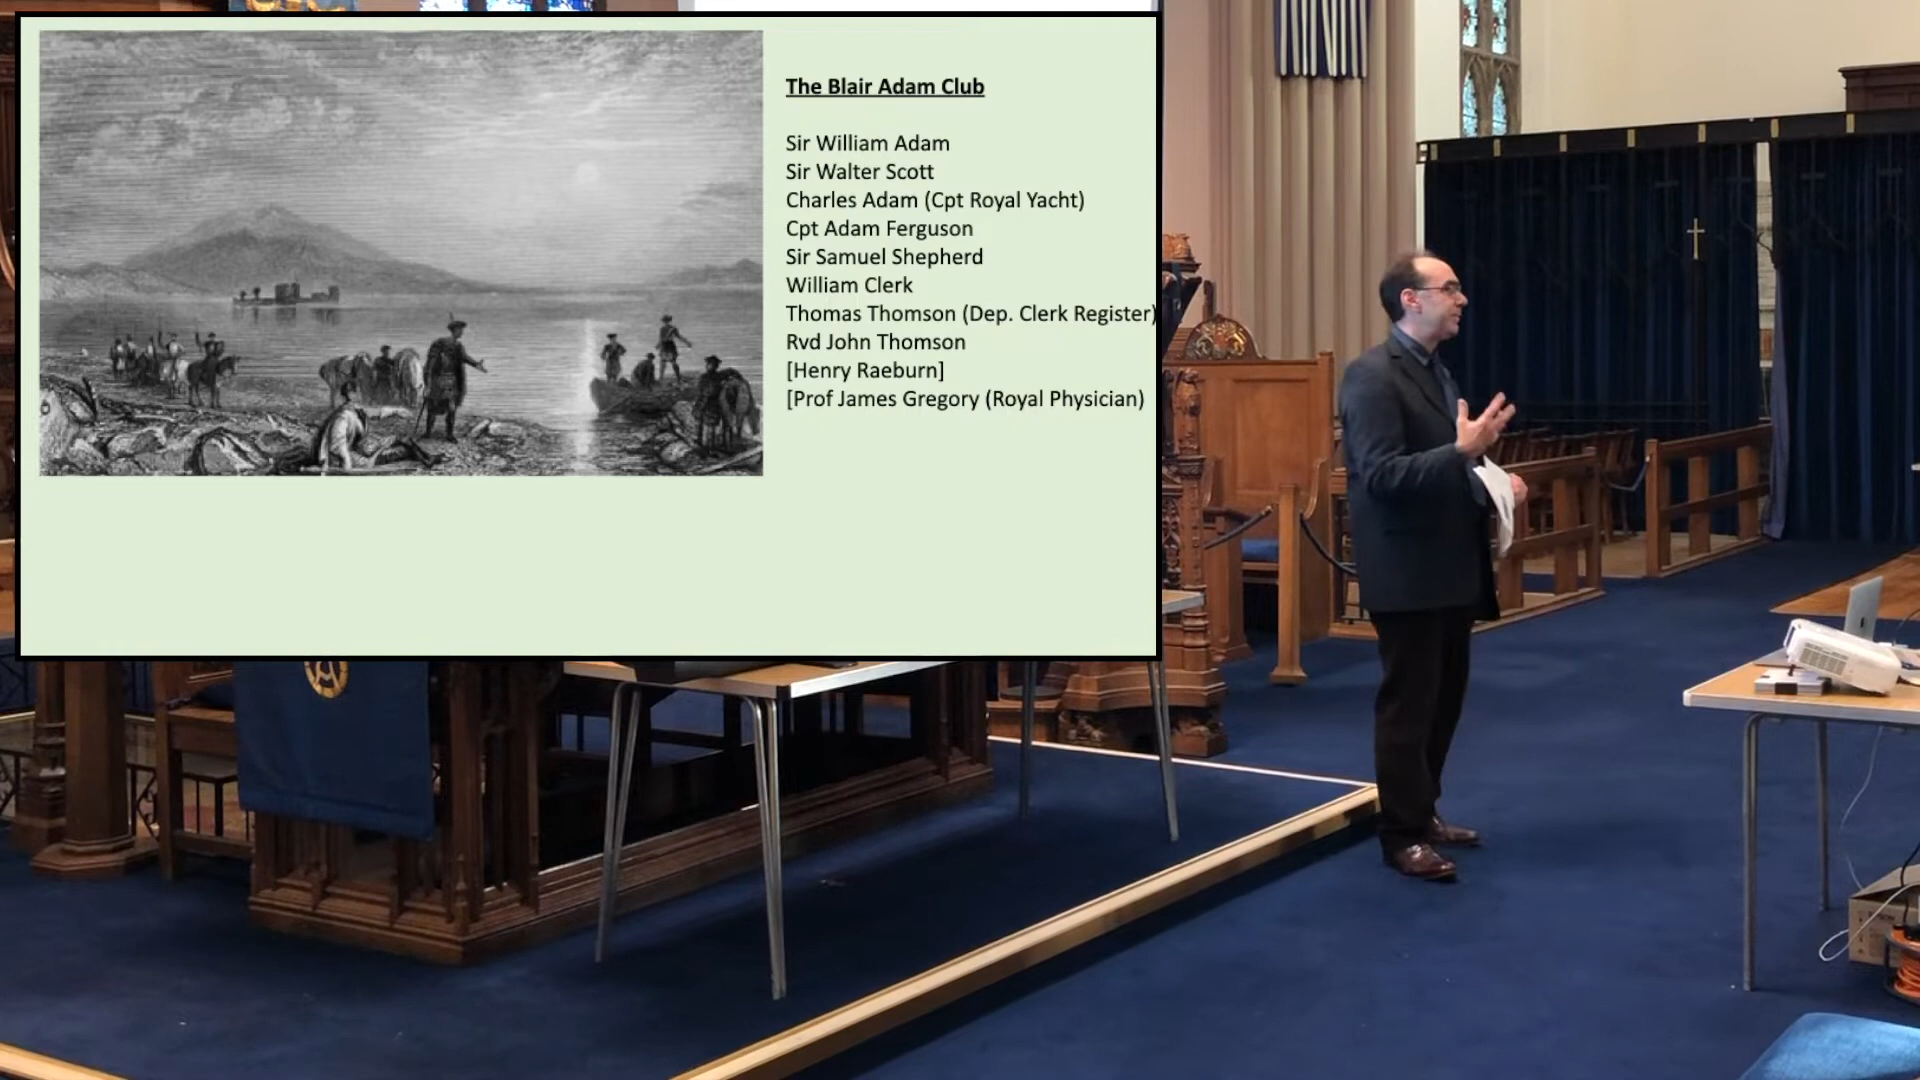 The Blair Adam Club
Sir William Adam
Sir Walter Scott
Charles Adam (Cpt Royal Yacht)
Cpt Adam Ferguson
Sir Samuel Shepherd
William Clerk
Thomas Thomson (Dep. Clerk Register)
Rvd John Thomson
[Henry Raeburn]
[Prof James Gregory (Royal Physician)